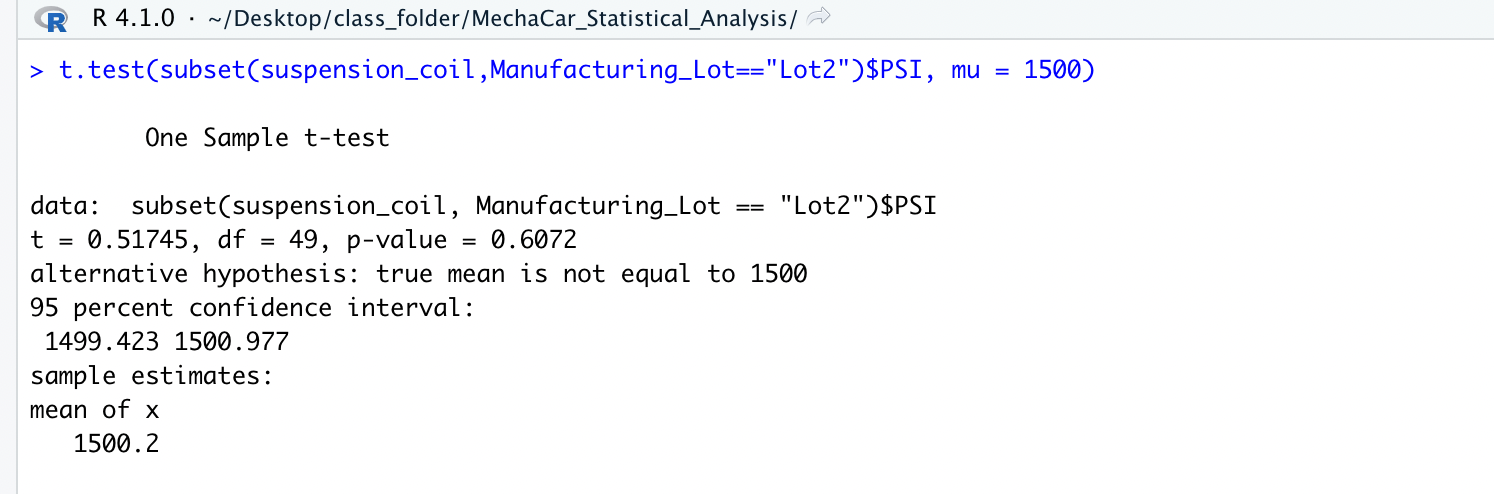 R R 4.1.0 · ~/Desktop/class_folder/MechaCar_Statistical_Analysis/
> t.test(subset(suspension_coil,Manufacturing_Lot=="Lot2")$PSI, mu = 1500)
One Sample t-test
data:  subset(suspension_coil, Manufacturing_Lot == "Lot2")$PSI
t = 0.51745, df = 49, p-value = 0.6072
alternative hypothesis: true mean is not equal to 1500
95 percent confidence interval:
1499.423 1500.977
sample estimates:
mean of x
1500.2